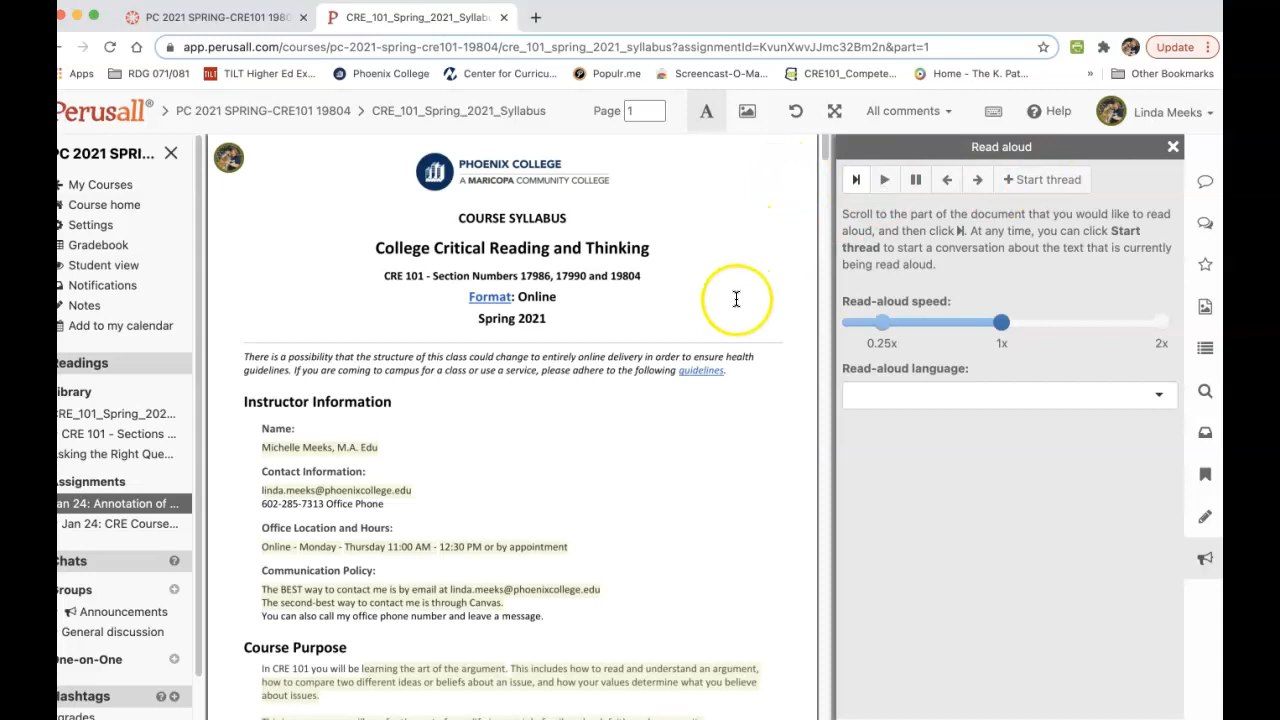 PC 2021 SPRING-CRE101 1980
CRE_101_Spring_2021_Syllab
app.perusall.com/courses/pc-2021-spring-cre101-19804/cre_101_spring_2021_syllabus?assignmentId=KvunXwvJJmc32Bm2n&part=1
Update
Apps
RDG 071/081
TILT Higher Ed Ex...
Phoenix College
Center for Curricu...
Populr.me
Screencast-O-Ma...
CRE101_Compete...
Home - The K. Pat...
»
Other Bookmarks
Perusall®
PC 2021 SPRING-CRE101 19804
CRE_101_Spring_2021_Syllabus
Page 1
A
All comments
Help
Linda Meeks
PC 2021 SPRI...
My Courses
Course home
Settings
Gradebook
Student view
Notifications
Notes
Add to my calendar
Readings
Library
CRE_101_Spring_202...
CRE 101 - Sections ...
Asking the Right Que...
Assignments
Jan 24: Annotation of ...
Jan 24: CRE Course...
Chats
Groups
Announcements
General discussion
One-on-One
Hashtags
upgrades
PHOENIX COLLEGE
A MARICOPA COMMUNITY COLLEGE
COURSE SYLLABUS
College Critical Reading and Thinking
CRE 101 - Section Numbers 17986, 17990 and 19804
Format: Online
Spring 2021
There is a possibility that the structure of this class could change to entirely online delivery in order to ensure health
guidelines. If you are coming to campus for a class or use a service, please adhere to the following guidelines.
Instructor Information
Name:
Michelle Meeks, M.A. Edu
Contact Information:
linda.meeks@phoenixcollege.edu
602-285-7313 Office Phone
Office Location and Hours:
Online - Monday - Thursday 11:00 AM - 12:30 PM or by appointment
Communication Policy:
The BEST way to contact me is by email at linda.meeks@phoenixcollege.edu
The second-best way to contact me is through Canvas.
You can also call my office phone number and leave a message.
Course Purpose
In CRE 101 you will be learning the art of the argument. This includes how to read and understand an argument,
how to compare two different ideas or beliefs about an issue, and how your values determine what you believe
about issues.
Read aloud
Start thread
Scroll to the part of the document that you would like to read
aloud, and then click . At any time, you can click Start
thread to start a conversation about the text that is currently
being read aloud.
Read-aloud speed:
0.25x
1x
2x
Read-aloud language: